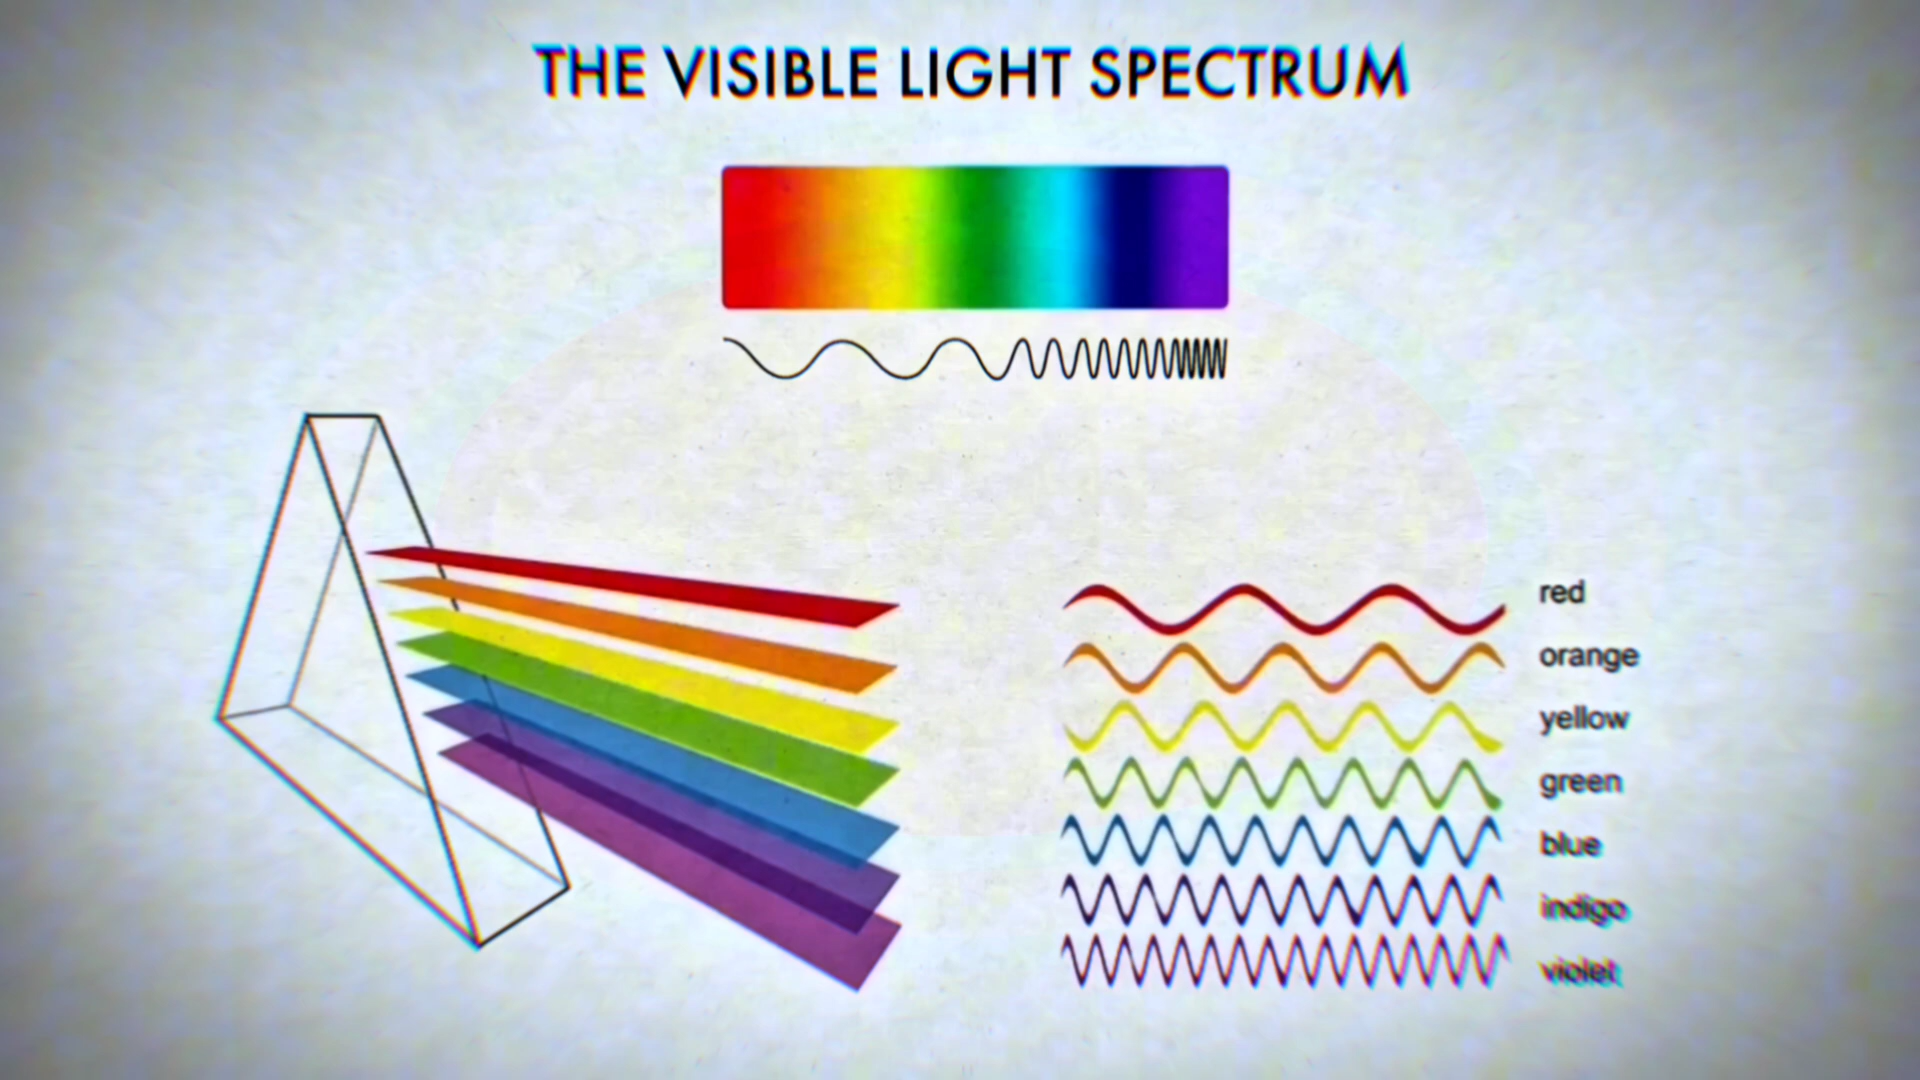 THE VISIBLE LIGHT SPECTRUM
red
orange
yellow
green
blue
indigo
violet